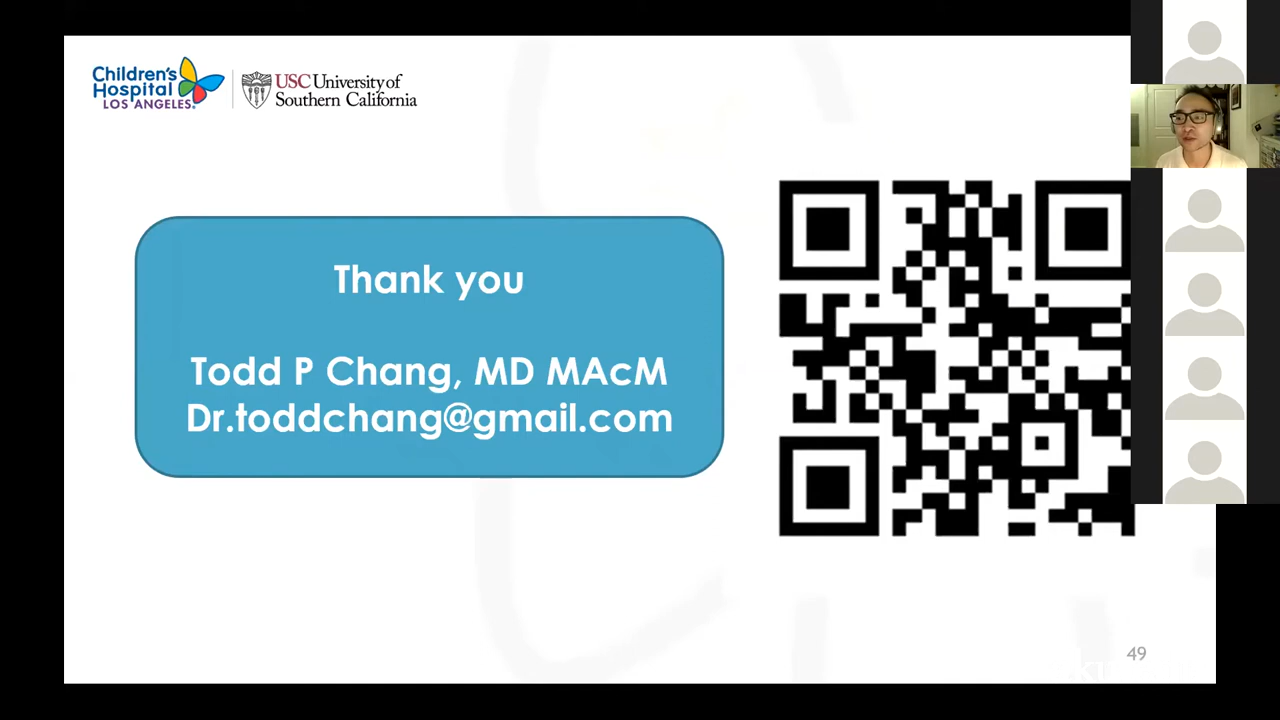 Children's
Hospital
LOS ANGELES
USC University of
Southern California
Thank you
Todd P Chang, MD MAcM
Dr.toddchang@gmail.com
49